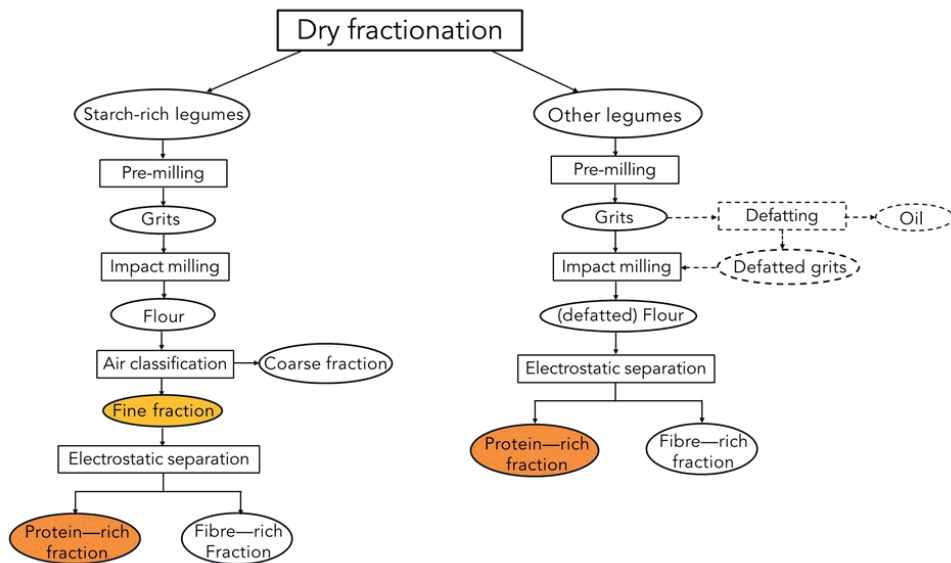 Dry fractionation
Starch-rich legumes
Other legumes
Pre-milling
Pre-milling
Grits
Grits
Defatting
Oil
Impact milling
Impact milling
Defatted grits
Flour
(defatted) Flour
Air classification
Coarse fraction
Electrostatic separation
Fine fraction
Protein—rich
fraction
Fibre—rich
fraction
Electrostatic separation
Protein—rich
fraction
Fibre—rich
Fraction